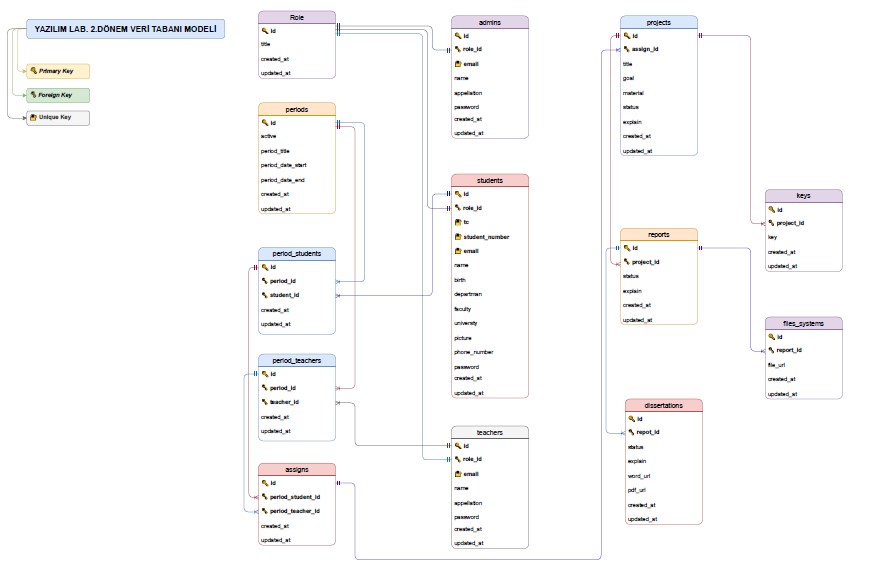 YAZILIM LAB. 2.DÖNEM VERİ TABANI MODELİ
Primary Key
Foreign Key
Unique Key
Role
id
title
created_at
updated_at
periods
id
active
period_title
period_date_start
period_date_end
created_at
updated_at
period_students
id
period_id
student_id
created_at
updated_at
period_teachers
id
period_id
teacher_id
created_at
updated_at
assigns
id
period_student_id
period_teacher_id
created_at
updated_at
admins
id
role_id
email
name
appellation
password
created_at
updated_at
students
id
role_id
tc
student_number
email
name
birth
departman
faculty
universty
picture
phone_number
password
created_at
updated_at
teachers
id
role_id
email
name
appellation
password
created_at
updated_at
projects
id
assign_id
title
goal
material
status
explain
created_at
updated_at
reports
id
project_id
status
explain
created_at
updated_at
dissertations
id
repot_id
status
explain
word_url
pdf_url
created_at
updated_at
keys
id
project_id
key
created_at
updated_at
files_systems
id
report_id
file_url
created_at
updated_at